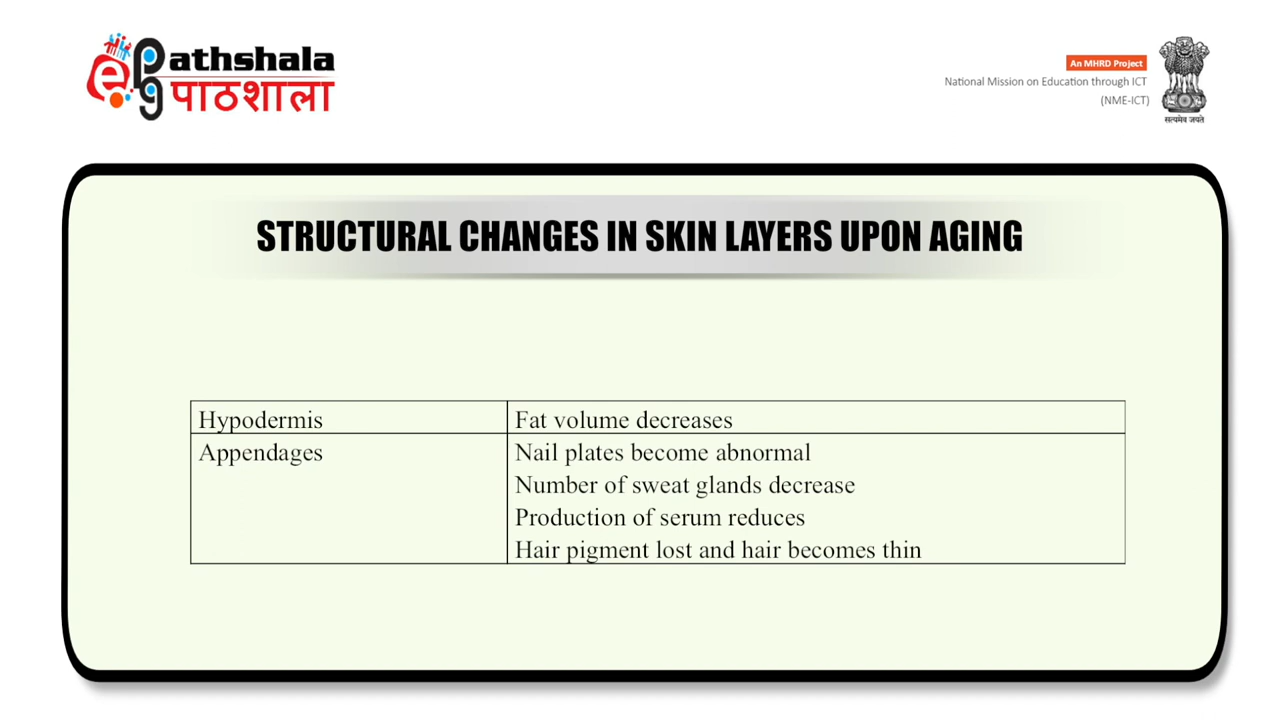 e pg Pathshala
पाठशाला
An MHRD Project
National Mission on Education through ICT
(NME-ICT)
सत्यमेव जयते
STRUCTURAL CHANGES IN SKIN LAYERS UPON AGING
Hypodermis Fat volume decreases
Appendages Nail plates become abnormal
Number of sweat glands decrease
Production of serum reduces
Hair pigment lost and hair becomes thin